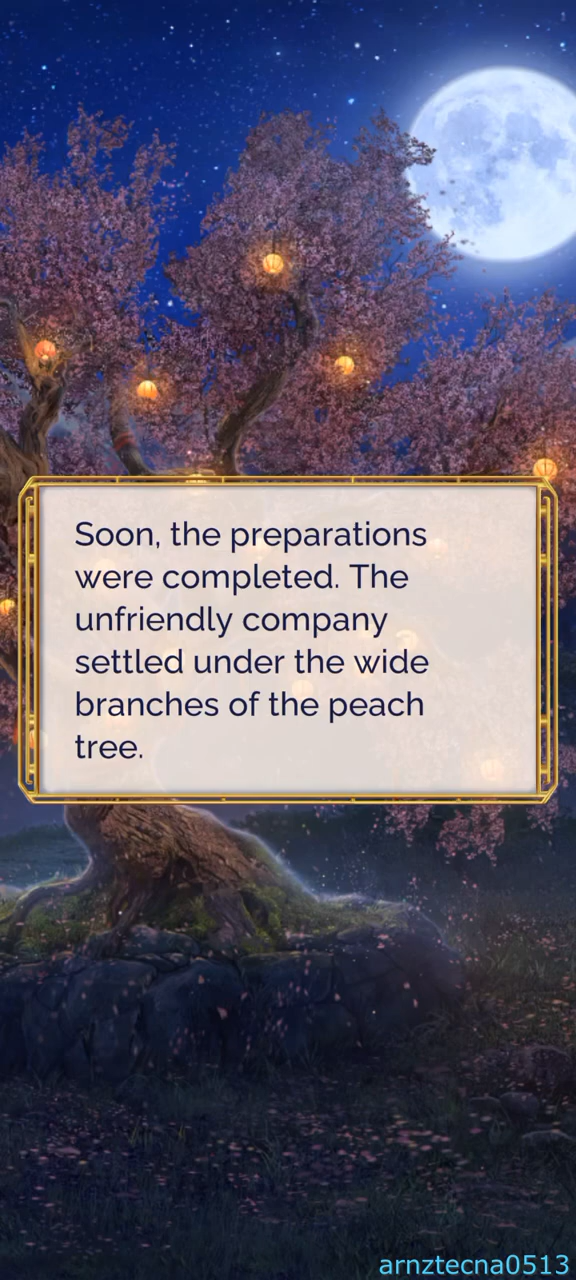 Soon, the preparations
were completed. The
unfriendly company
settled under the wide
branches of the peach
tree.
arnztecna0513